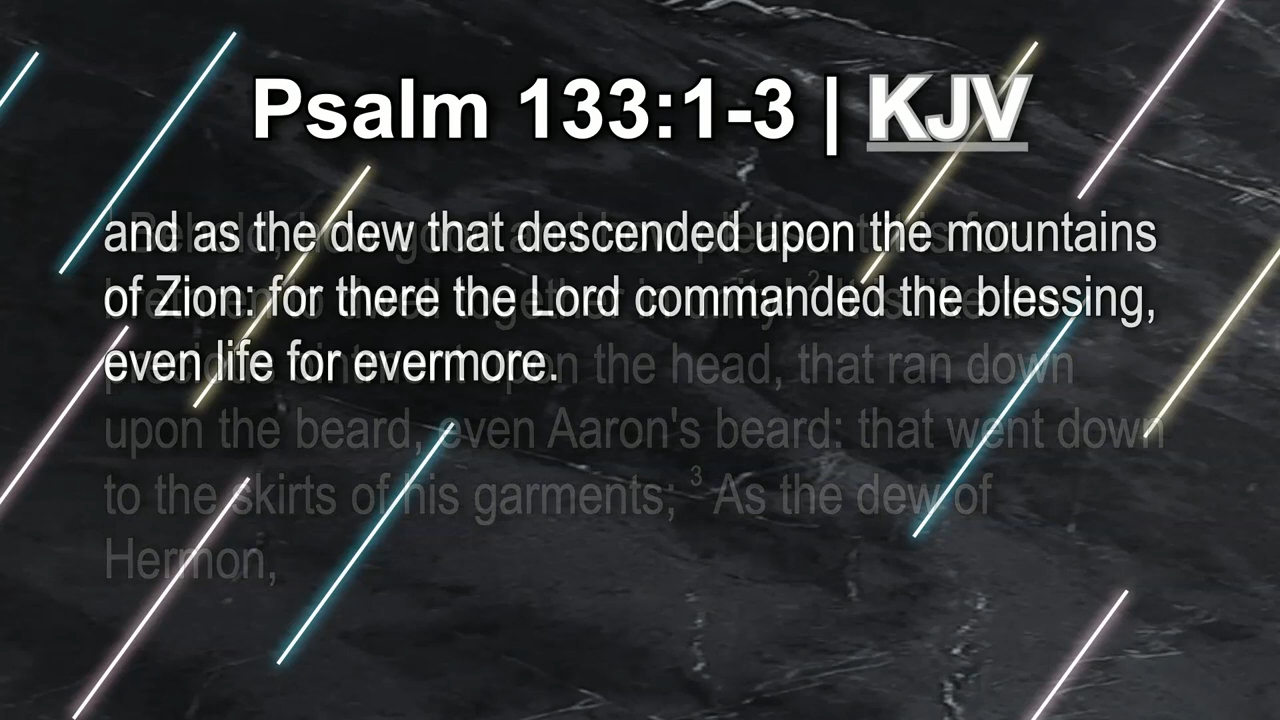 Psalm 133:1-3 | KJV
and as the dew that descended upon the mountains
of Zion: for there the Lord commanded the blessing,
even life for evermore.
the head, that ran down
upon the beard, even Aaron's beard: that went down
to the skirts of his garments; 3 As the dew of
Hermon,